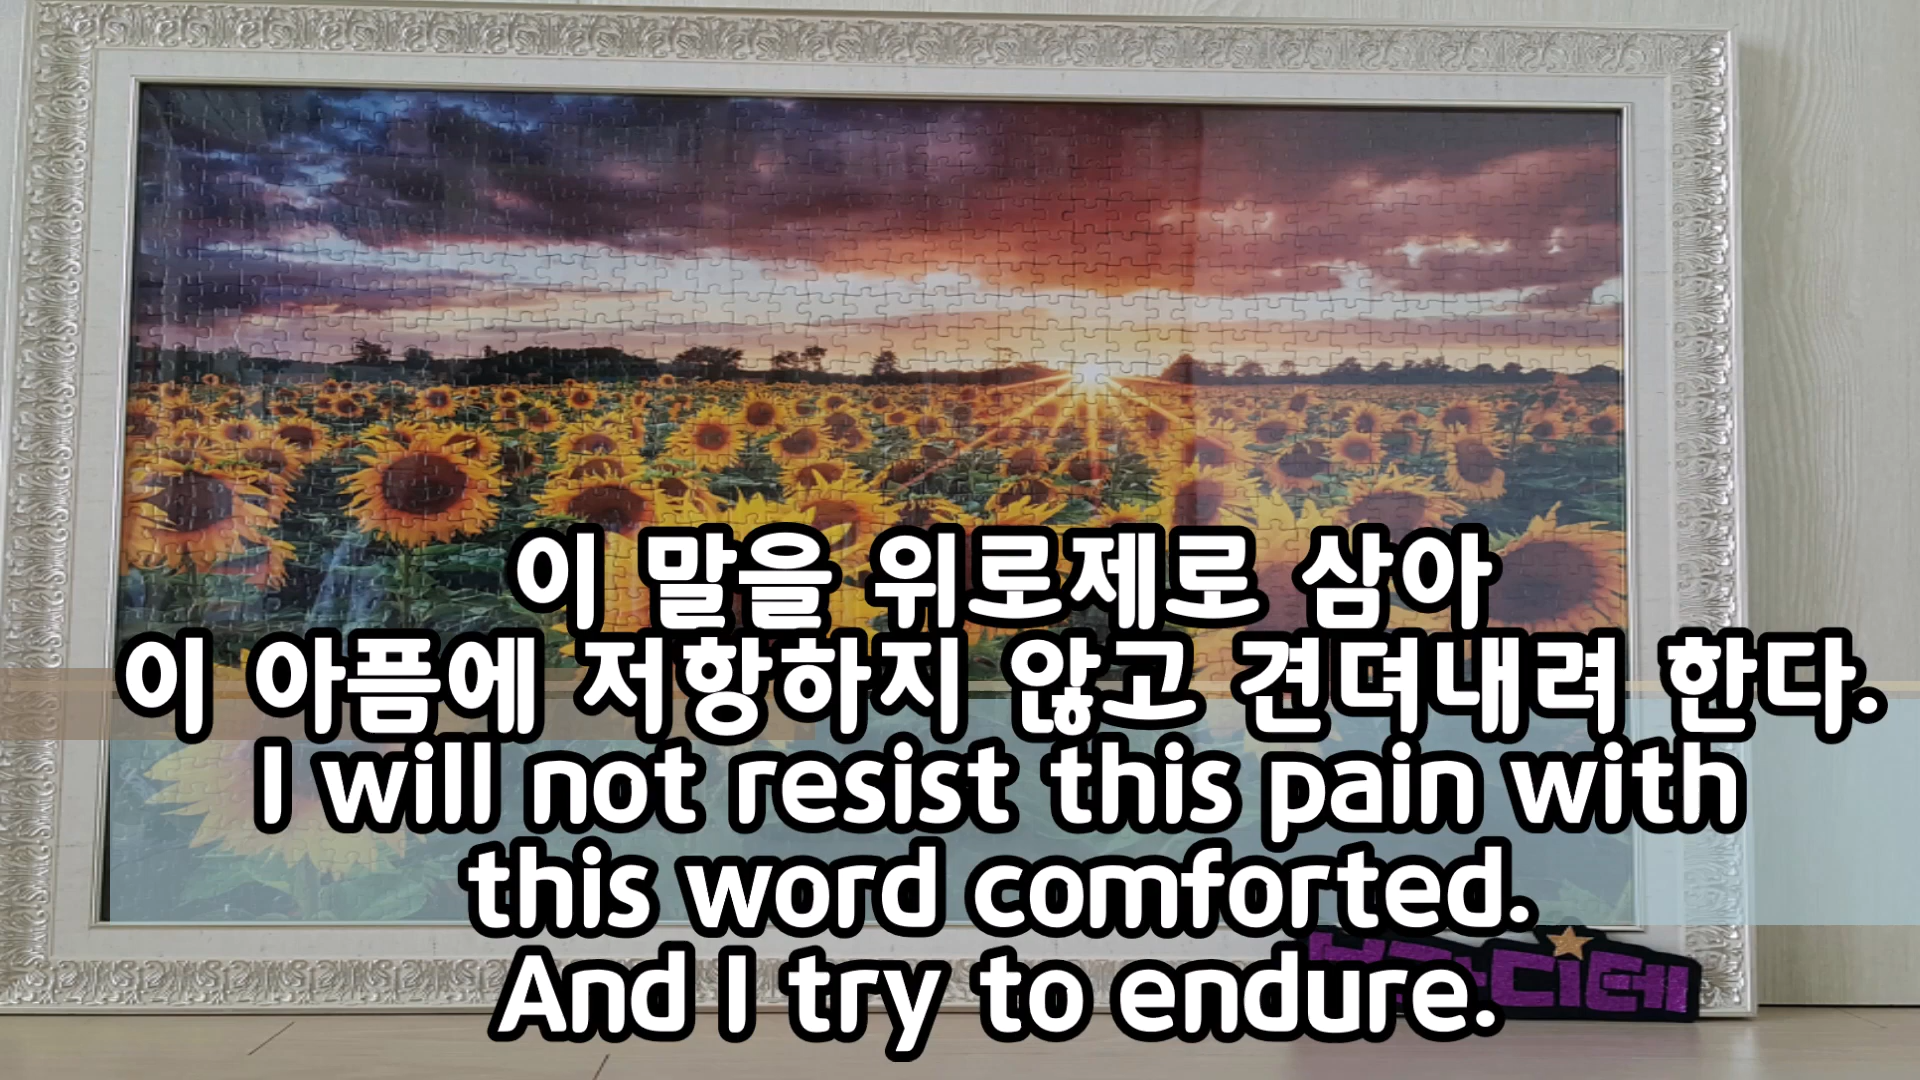 이 말을 위로제로 삼아
이 아픔에 저항하지 않고 견뎌내려 한다.
I will not resist this pain with
this word comforted.
And I try to endure.